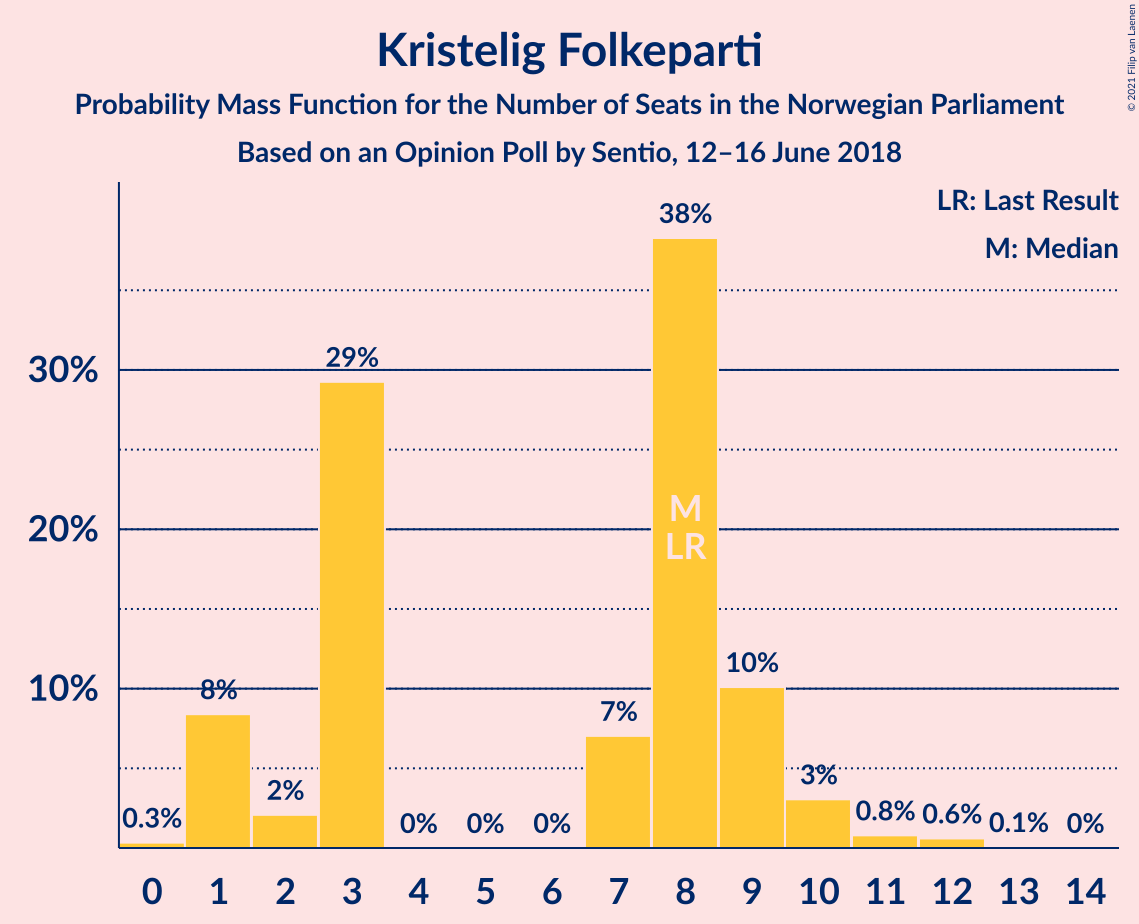 Kristelig Folkeparti
Probability Mass Function for the Number of Seats in the Norwegian Parliament
Based on an Opinion Poll by Sentio, 12–16 June 2018
© 2021 Filip van Laenen
LR: Last Result
M: Median
38%
30%
29%
20%
M
LR
10%
10%
8%
7%
3%
2%
0.3%
0%
0%
0%
0.8%
0.6%
0.1%
0%
0 1 2 3 4 5 6 7 8 9 10 11 12 13 14